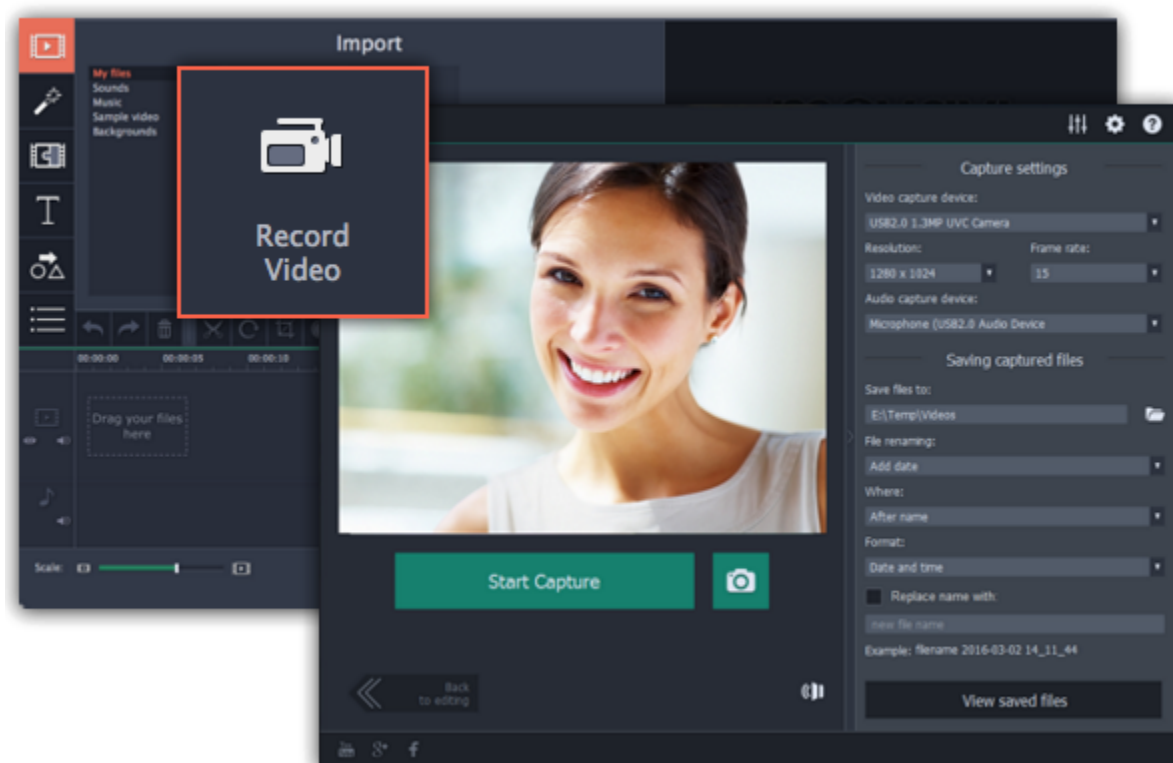 Import
My files
Sounds
Music
Sample video
Backgrounds
Record
Video
00:00:00 00:00:05 00:00:10
Drag your files
here
Scale:
Capture settings
Video capture device:
USB2.0 1.3MP UVC Camera
Resolution: Frame rate:
1280 x 1024 15
Audio capture device:
Microphone (USB2.0 Audio Device
Saving captured files
Save files to:
E:\Temp\Videos
File renaming:
Add date
Where:
After name
Format:
Date and time
Replace name with:
new file name
Example: filename 2016-03-02 14_11_44
View saved files
Start Capture
Back
to editing